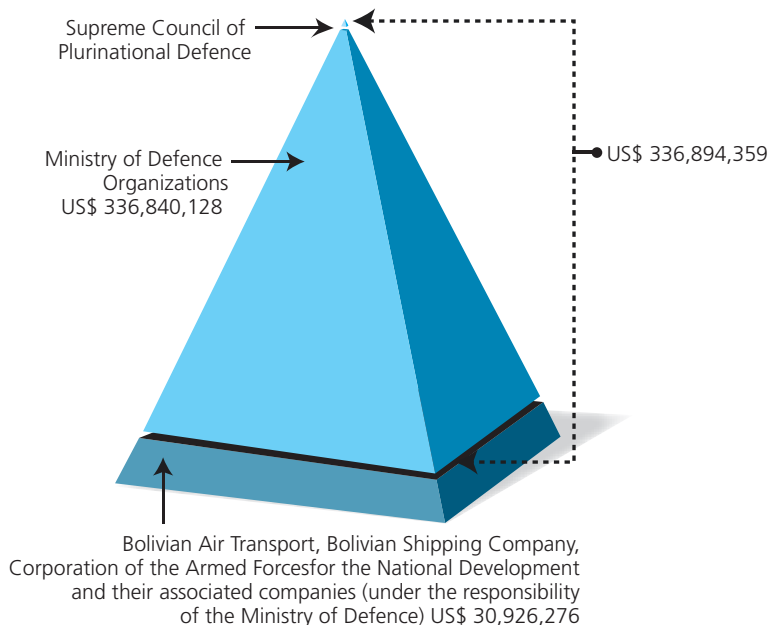 Supreme Council of
Plurinational Defence
Ministry of Defence
Organizations
US$ 336,840,128
US$ 336,894,359
Bolivian Air Transport, Bolivian Shipping Company,
Corporation of the Armed Forcesfor the National Development
and their associated companies (under the responsibility
of the Ministry of Defence) US$ 30,926,276